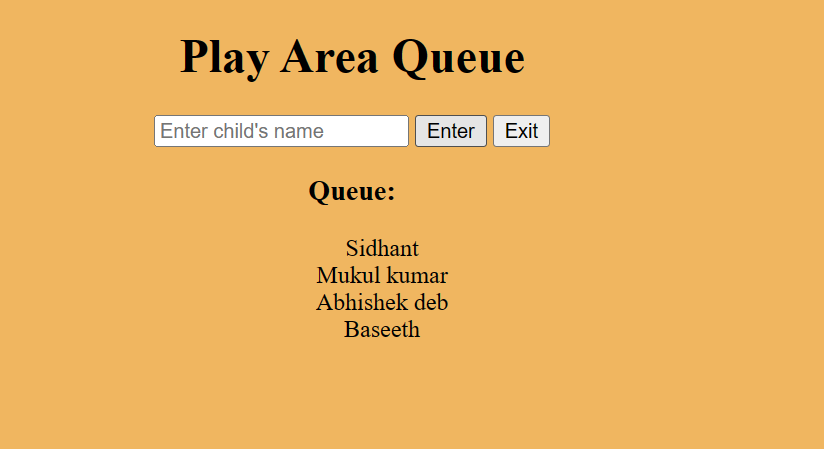 Play Area Queue
Enter child's name Enter Exit
Queue:
Sidhant
Mukul kumar
Abhishek deb
Baseeth